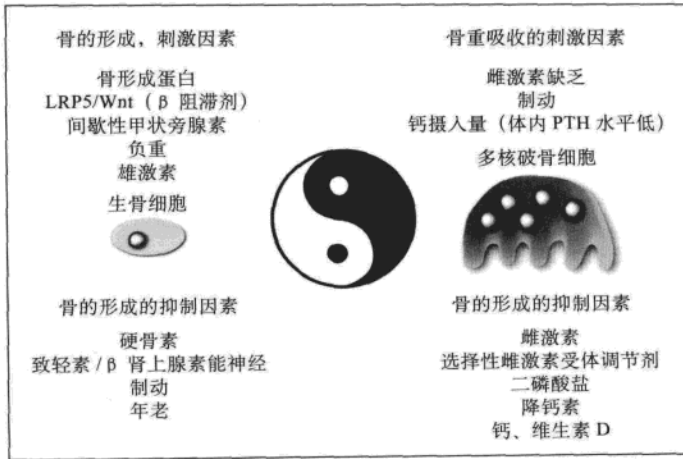 骨的形成，刺激因素
骨形成蛋白
LRP5/Wnt（β 阻滞剂）
间歇性甲状旁腺素
负重
雄激素
生骨细胞
骨的形成的抑制因素
硬骨素
致轻素 /β 肾上腺素能神经
制动
年老
骨重吸收的刺激因素
雌激素缺乏
制动
钙摄入量（体内 PTH 水平低）
多核破骨细胞
骨的形成的抑制因素
雌激素
选择性雌激素受体调节剂
二磷酸盐
降钙素
钙、维生素 D